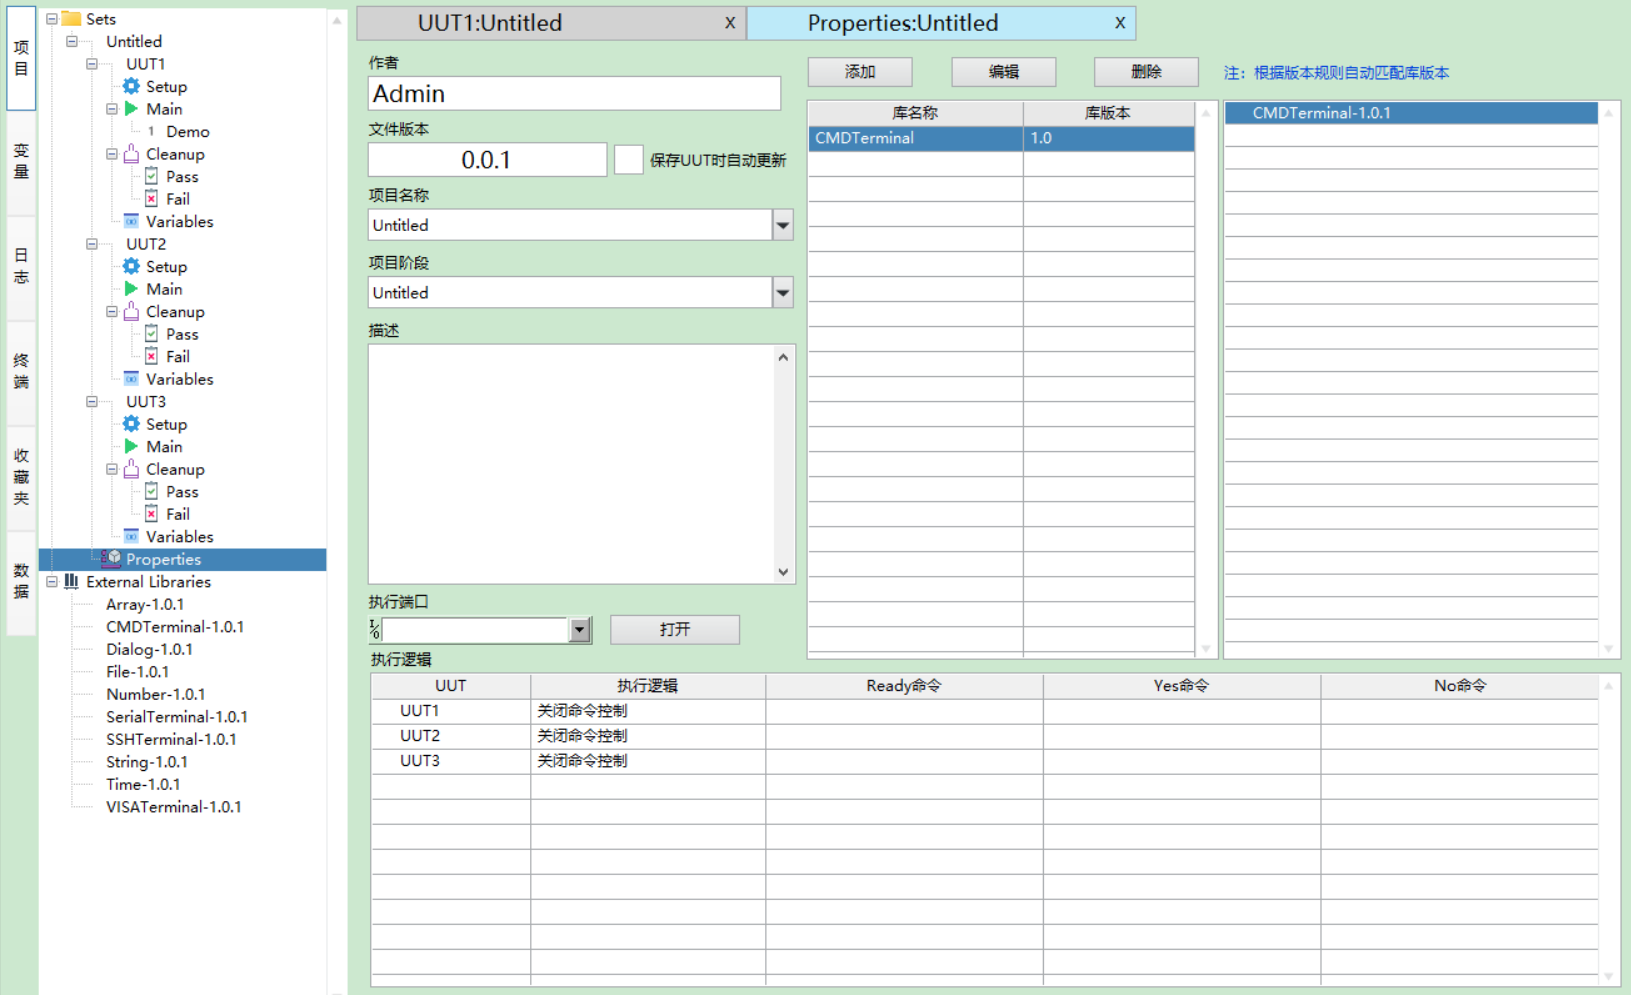 项目
变量
日志
终端
收藏夹
数据
Sets
Untitled
UUT1
Setup
Main
1 Demo
Cleanup
Pass
Fail
Variables
UUT2
Setup
Main
Cleanup
Pass
Fail
Variables
UUT3
Setup
Main
Cleanup
Pass
Fail
Variables
Properties
External Libraries
Array-1.0.1
CMDTerminal-1.0.1
Dialog-1.0.1
File-1.0.1
Number-1.0.1
SerialTerminal-1.0.1
SSHTerminal-1.0.1
String-1.0.1
Time-1.0.1
VISATerminal-1.0.1
UUT1:Untitled x Properties:Untitled x
作者
Admin
文件版本
0.0.1 保存UUT时自动更新
项目名称
Untitled
项目阶段
Untitled
描述
执行端口
I/0 打开
添加 编辑 删除 注：根据版本规则自动匹配库版本
库名称 库版本
CMDTerminal 1.0
CMDTerminal-1.0.1
执行逻辑
UUT 执行逻辑 Ready命令 Yes命令 No命令
UUT1 关闭命令控制
UUT2 关闭命令控制
UUT3 关闭命令控制